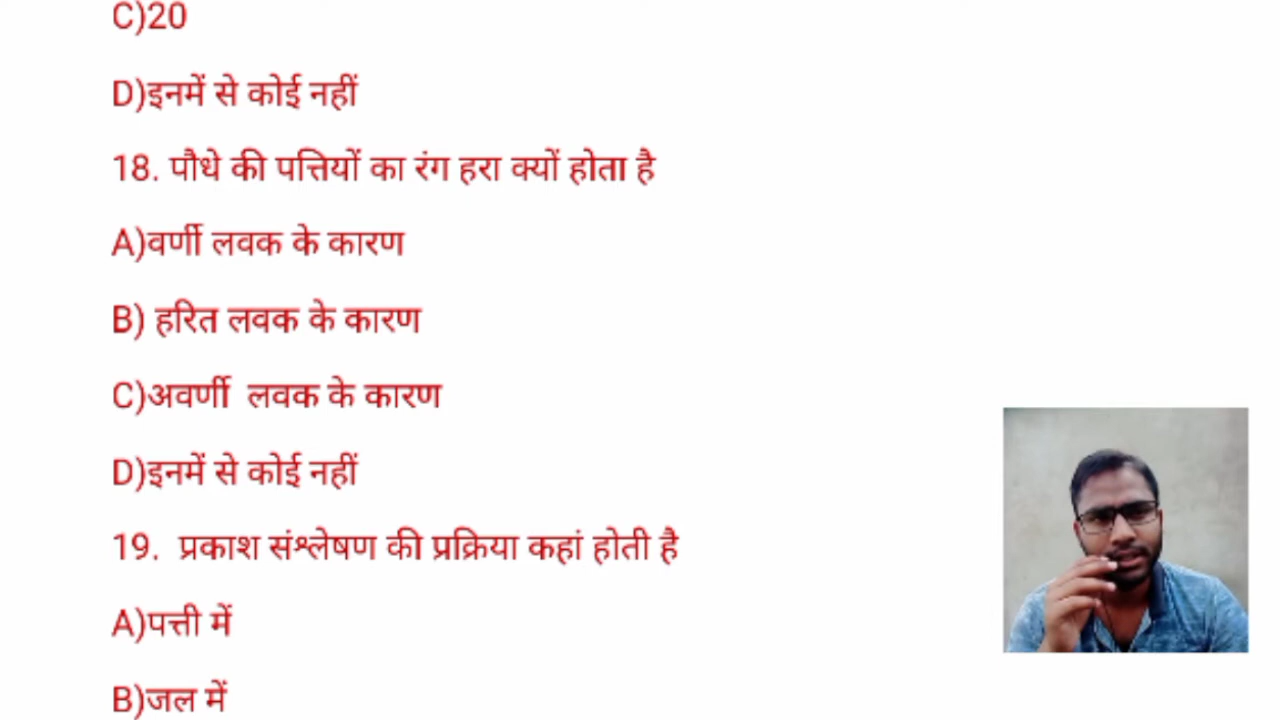 C)20
D)इनमें से कोई नहीं
18. पौधे की पत्तियों का रंग हरा क्यों होता है
A)वर्णी लवक के कारण
B) हरित लवक के कारण
C)अवर्णी लवक के कारण
D)इनमें से कोई नहीं
19. प्रकाश संश्लेषण की प्रक्रिया कहां होती है
A)पत्ती में
B)जल में